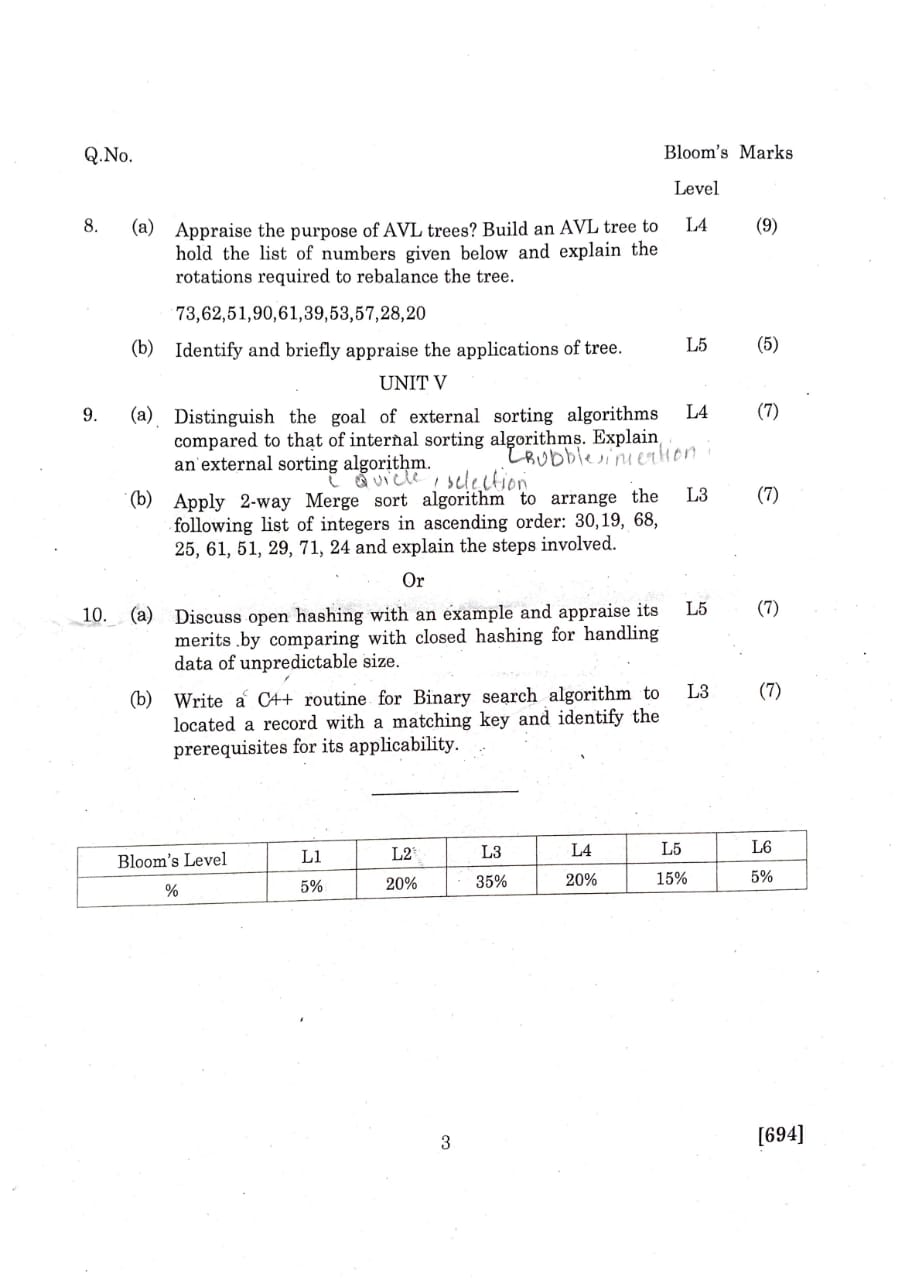 Q.No. Bloom's Marks
Level
8. (a) Appraise the purpose of AVL trees? Build an AVL tree to L4 (9)
hold the list of numbers given below and explain the
rotations required to rebalance the tree.
73,62,51,90,61,39,53,57,28,20
(b) Identify and briefly appraise the applications of tree. L5 (5)
UNIT V
9. (a) Distinguish the goal of external sorting algorithms L4 (7)
compared to that of internal sorting algorithms. Explain
an external sorting algorithm. Bubble, insertion
Quick, selection
(b) Apply 2-way Merge sort algorithm to arrange the L3 (7)
following list of integers in ascending order: 30,19, 68,
25, 61, 51, 29, 71, 24 and explain the steps involved.
Or
10. (a) Discuss open hashing with an example and appraise its L5 (7)
merits by comparing with closed hashing for handling
data of unpredictable size.
(b) Write a C++ routine for Binary search algorithm to L3 (7)
located a record with a matching key and identify the
prerequisites for its applicability.
Bloom's Level L1 L2 L3 L4 L5 L6
% 5% 20% 35% 20% 15% 5%
3 [694]